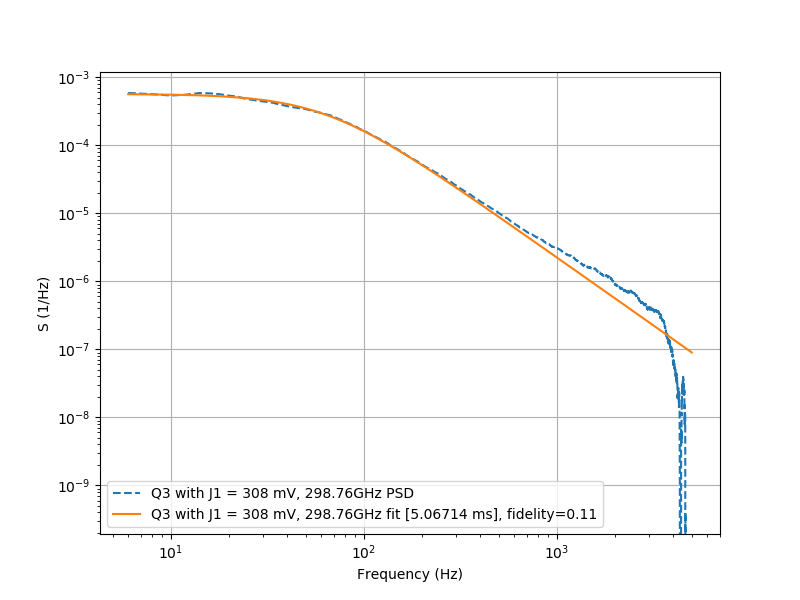 10⁻³
10⁻⁴
10⁻⁵
10⁻⁶
10⁻⁷
10⁻⁸
10⁻⁹
S (1/Hz)
Q3 with J1 = 308 mV, 298.76GHz PSD
Q3 with J1 = 308 mV, 298.76GHz fit [5.06714 ms], fidelity=0.11
10¹
10²
10³
Frequency (Hz)